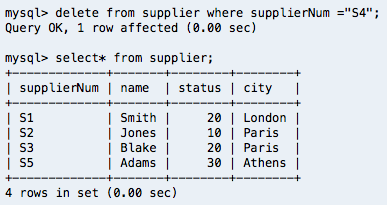 mysql> delete from supplier where supplierNum ="S4";
Query OK, 1 row affected (0.00 sec)
mysql> select* from supplier;
+-------------+-------+--------+--------+
| supplierNum | name  | status | city   |
+-------------+-------+--------+--------+
| S1          | Smith |     20 | London |
| S2          | Jones |     10 | Paris  |
| S3          | Blake |     20 | Paris  |
| S5          | Adams |     30 | Athens |
+-------------+-------+--------+--------+
4 rows in set (0.00 sec)